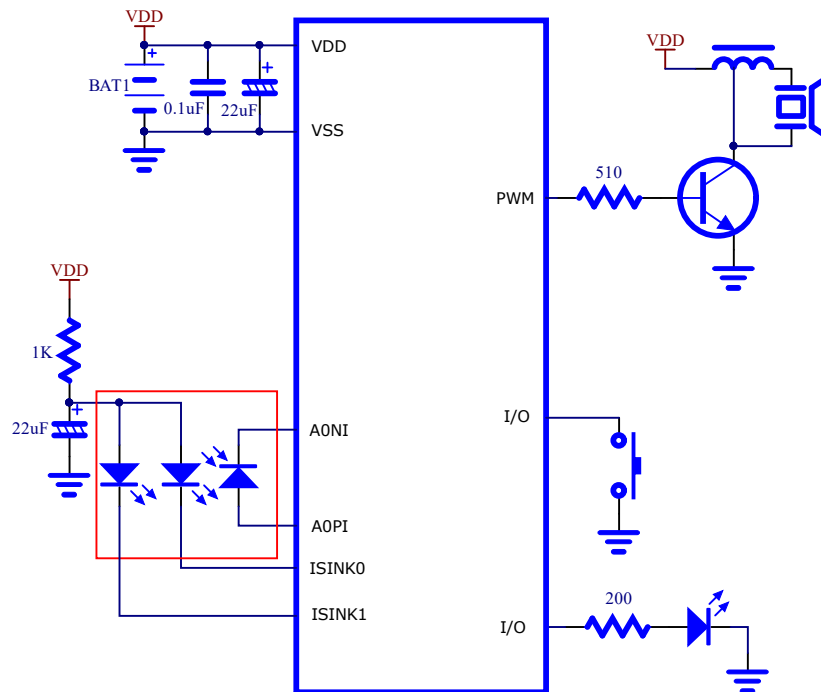 VDD
VDD
+
+
VDD
BAT1
0.1uF
22uF
VSS
510
PWM
VDD
1K
+
22uF
A0NI
I/O
A0PI
ISINK0
200
ISINK1
I/O